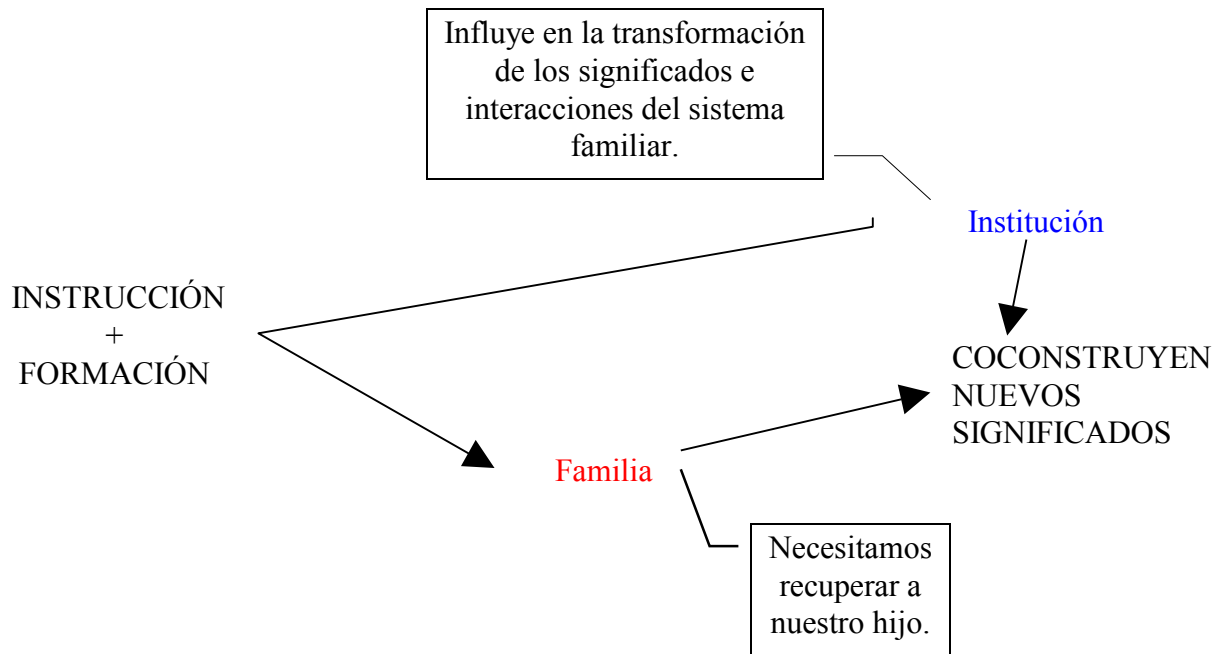 Influye en la transformación
de los significados e
interacciones del sistema
familiar.
Institución
INSTRUCCIÓN
+
FORMACIÓN
COCONSTRUYEN
NUEVOS
SIGNIFICADOS
Familia
Necesitamos
recuperar a
nuestro hijo.